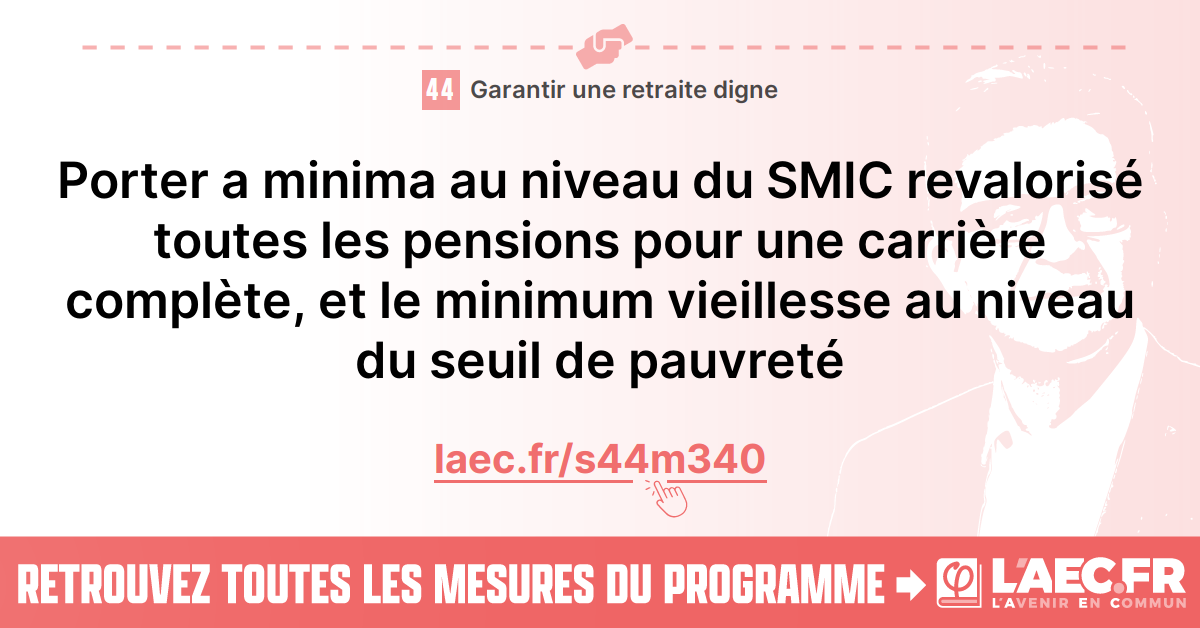 44 Garantir une retraite digne
Porter a minima au niveau du SMIC revalorisé
toutes les pensions pour une carrière
complète, et le minimum vieillesse au niveau
du seuil de pauvreté
laec.fr/s44m340
RETROUVEZ TOUTES LES MESURES DU PROGRAMME
L'AEC.FR
L'AVENIR EN COMMUN